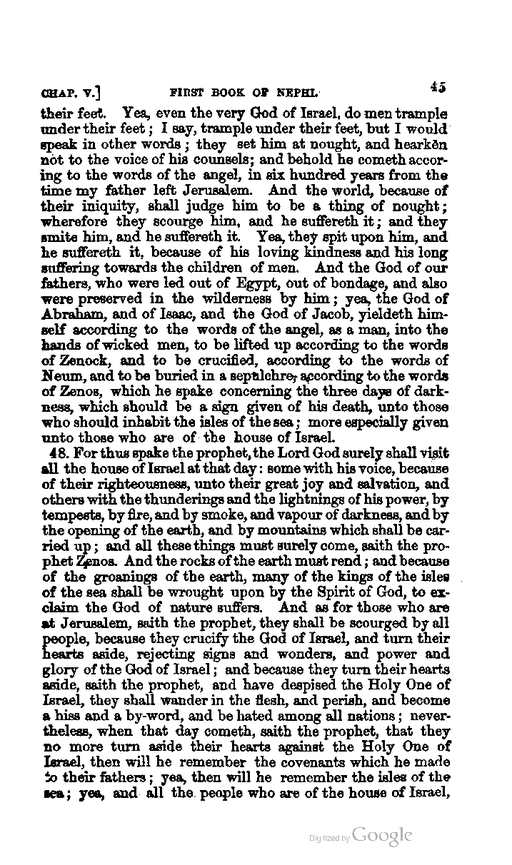 CHAP. V.] FIRST BOOK OF NEPHI. 45
their feet. Yea, even the very God of Israel, do men trample
under their feet; I say, trample under their feet, but I would
speak in other words; they set him at nought, and hearken
not to the voice of his counsels; and behold he cometh accor-
ing to the words of the angel, in six hundred years from the
time my father left Jerusalem. And the world, because of
their iniquity, shall judge him to be a thing of nought;
wherefore they scourge him, and he suffereth it; and they
smite him, and he suffereth it. Yea, they spit upon him, and
he suffereth it, because of his loving kindness and his long
suffering towards the children of men. And the God of our
fathers, who were led out of Egypt, out of bondage, and also
were preserved in the wilderness by him; yea, the God of
Abraham, and of Isaac, and the God of Jacob, yieldeth him-
self according to the words of the angel, as a man, into the
hands of wicked men, to be lifted up according to the words
of Zenock, and to be crucified, according to the words of
Neum, and to be buried in a sepulchre, according to the words
of Zenos, which he spake concerning the three days of dark-
ness, which should be a sign given of his death, unto those
who should inhabit the isles of the sea; more especially given
unto those who are of the house of Israel.
48. For thus spake the prophet, the Lord God surely shall visit
all the house of Israel at that day: some with his voice, because
of their righteousness, unto their great joy and salvation, and
others with the thunderings and the lightnings of his power, by
tempests, by fire, and by smoke, and vapour of darkness, and by
the opening of the earth, and by mountains which shall be car-
ried up; and all these things must surely come, saith the pro-
phet Zenos. And the rocks of the earth must rend; and because
of the groanings of the earth, many of the kings of the isles
of the sea shall be wrought upon by the Spirit of God, to ex-
claim the God of nature suffers. And as for those who are
at Jerusalem, saith the prophet, they shall be scourged by all
people, because they crucify the God of Israel, and turn their
hearts aside, rejecting signs and wonders, and power and
glory of the God of Israel; and because they turn their hearts
aside, saith the prophet, and have despised the Holy One of
Israel, they shall wander in the flesh, and perish, and become
a hiss and a by-word, and be hated among all nations; never-
theless, when that day cometh, saith the prophet, that they
no more turn aside their hearts against the Holy One of
Israel, then will he remember the covenants which he made
to their fathers; yea, then will he remember the isles of the
sea; yea, and all the people who are of the house of Israel,
Digitized by Google